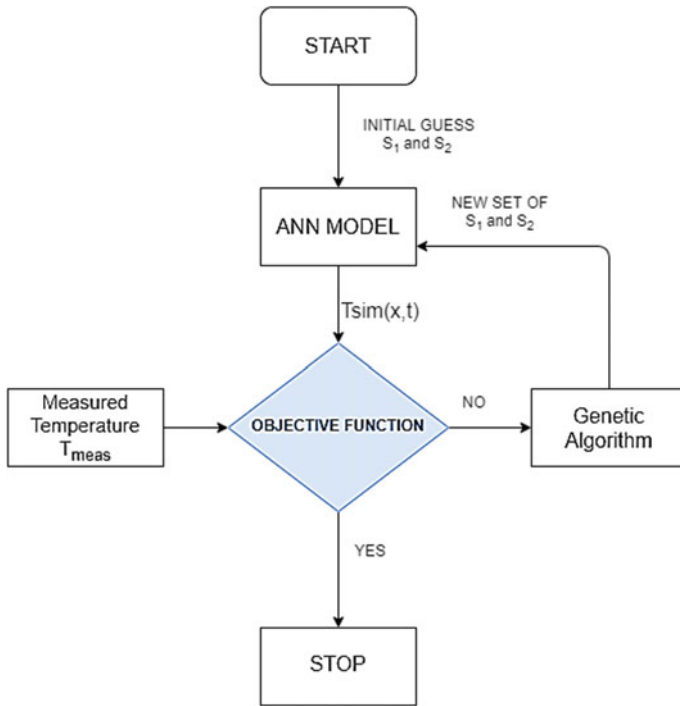 START
INITIAL GUESS
S₁ and S₂
NEW SET OF
S₁ and S₂
ANN MODEL
Tsim(x,t)
Measured
Temperature
T_meas
OBJECTIVE FUNCTION
NO
Genetic
Algorithm
YES
STOP